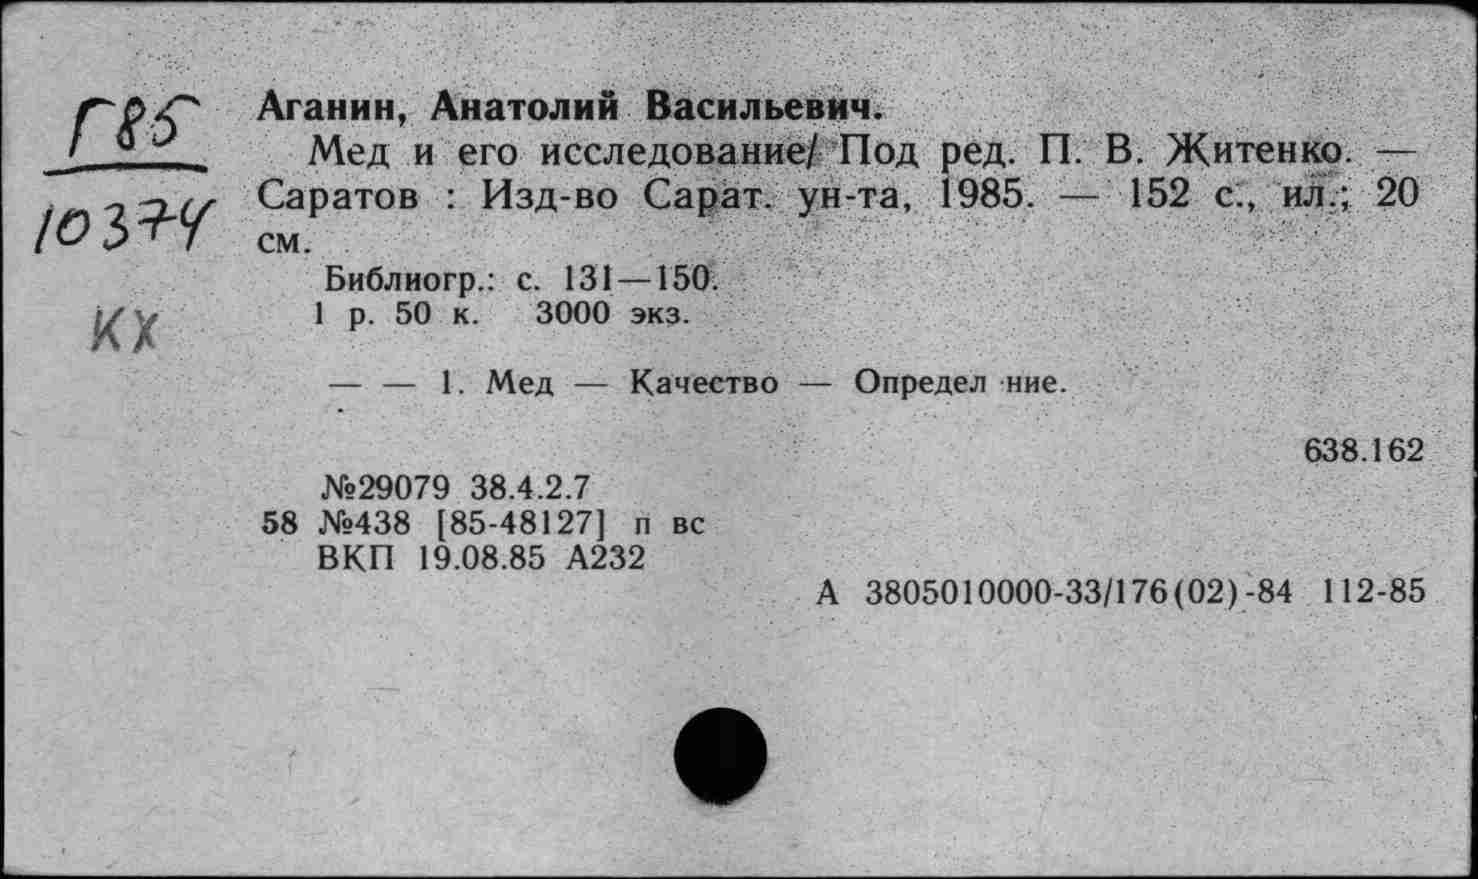 Г85
10374
КХ
Аганин, Анатолий Васильевич.
Мед и его исследование/ Под ред. П. В. Житенко. —
Саратов : Изд-во Сарат. ун-та, 1985. — 152 с., ил.; 20
см.
Библиогр.: с. 131—150.
1 р. 50 к. 3000 экз.
— — 1. Мед — Качество — Определ ние.
638.162
№29079 38.4.2.7
58 №438 [85-48127] п вс
ВКП 19.08.85 А232
А 3805010000-33/176(02)-84 112-85